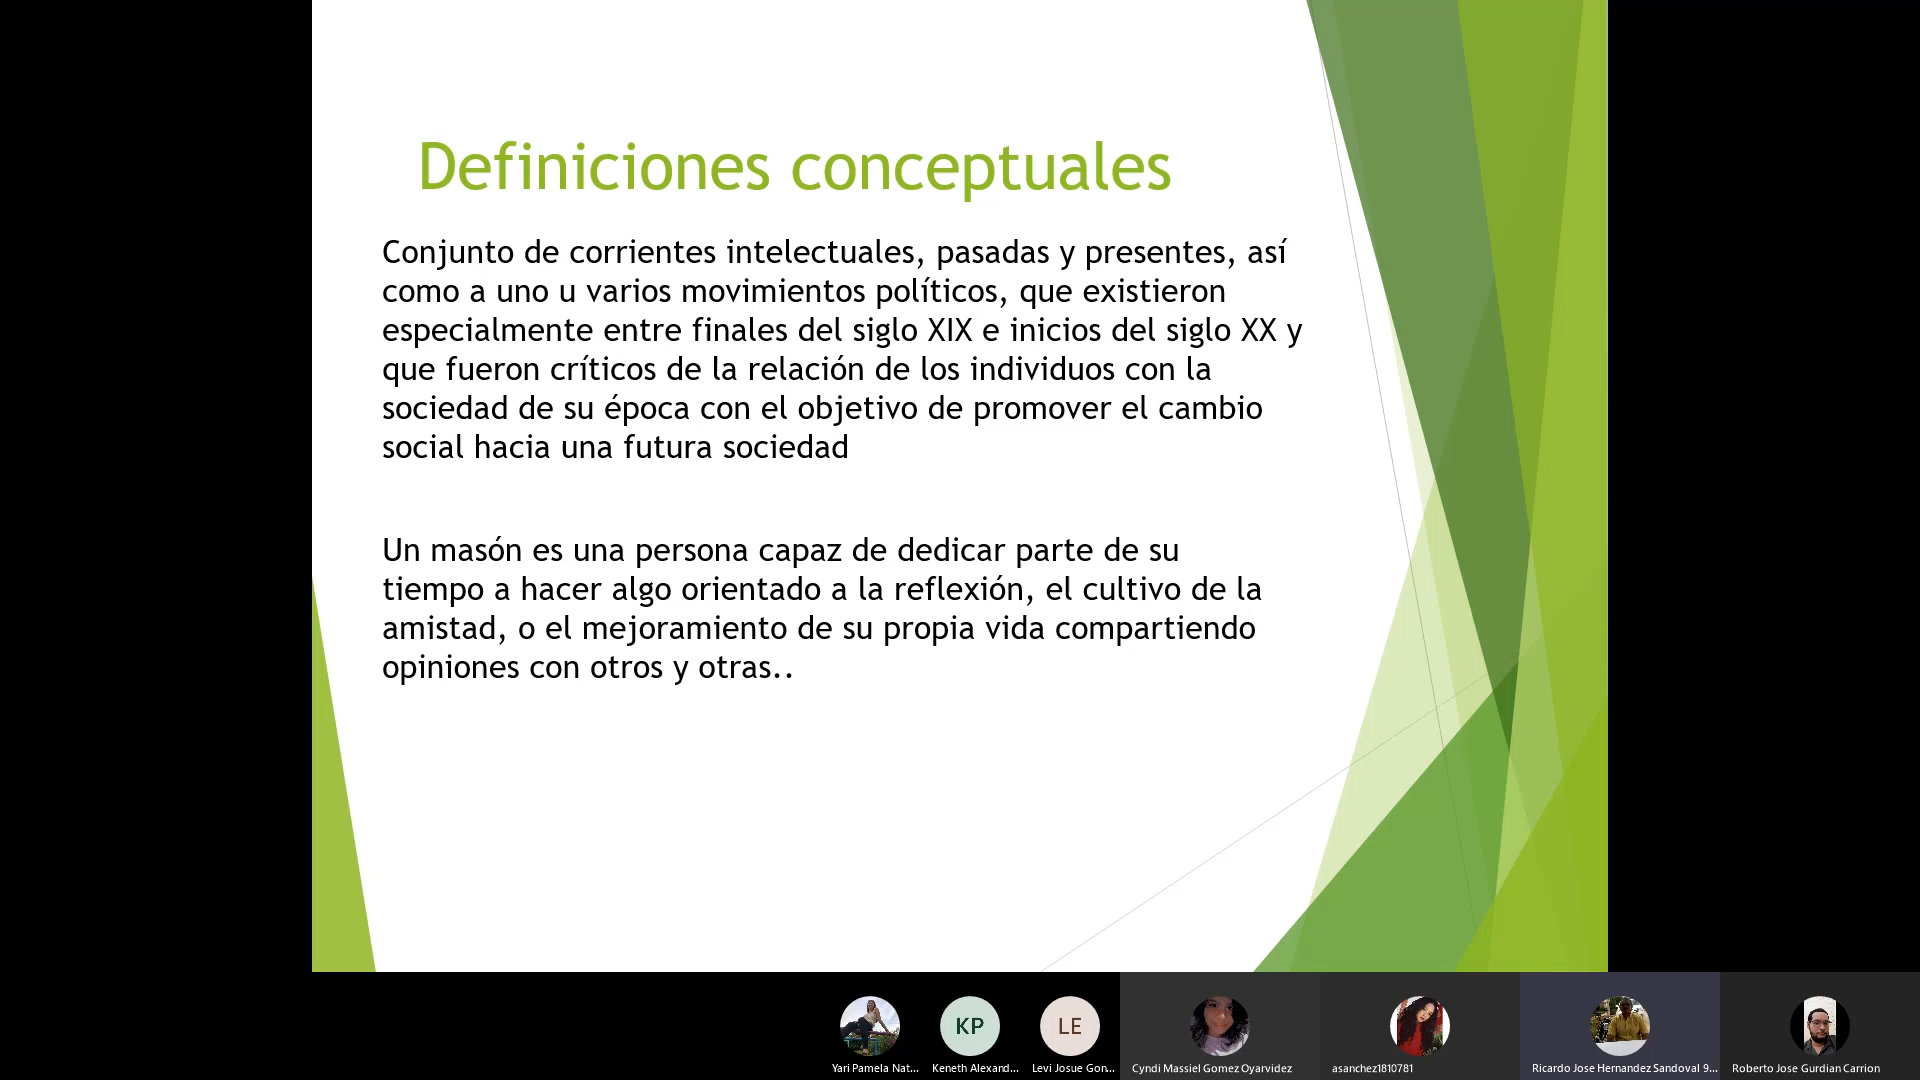 Definiciones conceptuales
Conjunto de corrientes intelectuales, pasadas y presentes, así
como a uno u varios movimientos políticos, que existieron
especialmente entre finales del siglo XIX e inicios del siglo XX y
que fueron críticos de la relación de los individuos con la
sociedad de su época con el objetivo de promover el cambio
social hacia una futura sociedad
Un masón es una persona capaz de dedicar parte de su
tiempo a hacer algo orientado a la reflexión, el cultivo de la
amistad, o el mejoramiento de su propia vida compartiendo
opiniones con otros y otras..
KP
LE
Yari Pamela Nat...
Keneth Alexand...
Levi Josue Gon...
Cyndi Massiel Gomez Oyarvidez
asanchez1810781
Ricardo Jose Hernandez Sandoval 9...
Roberto Jose Gurdian Carrion